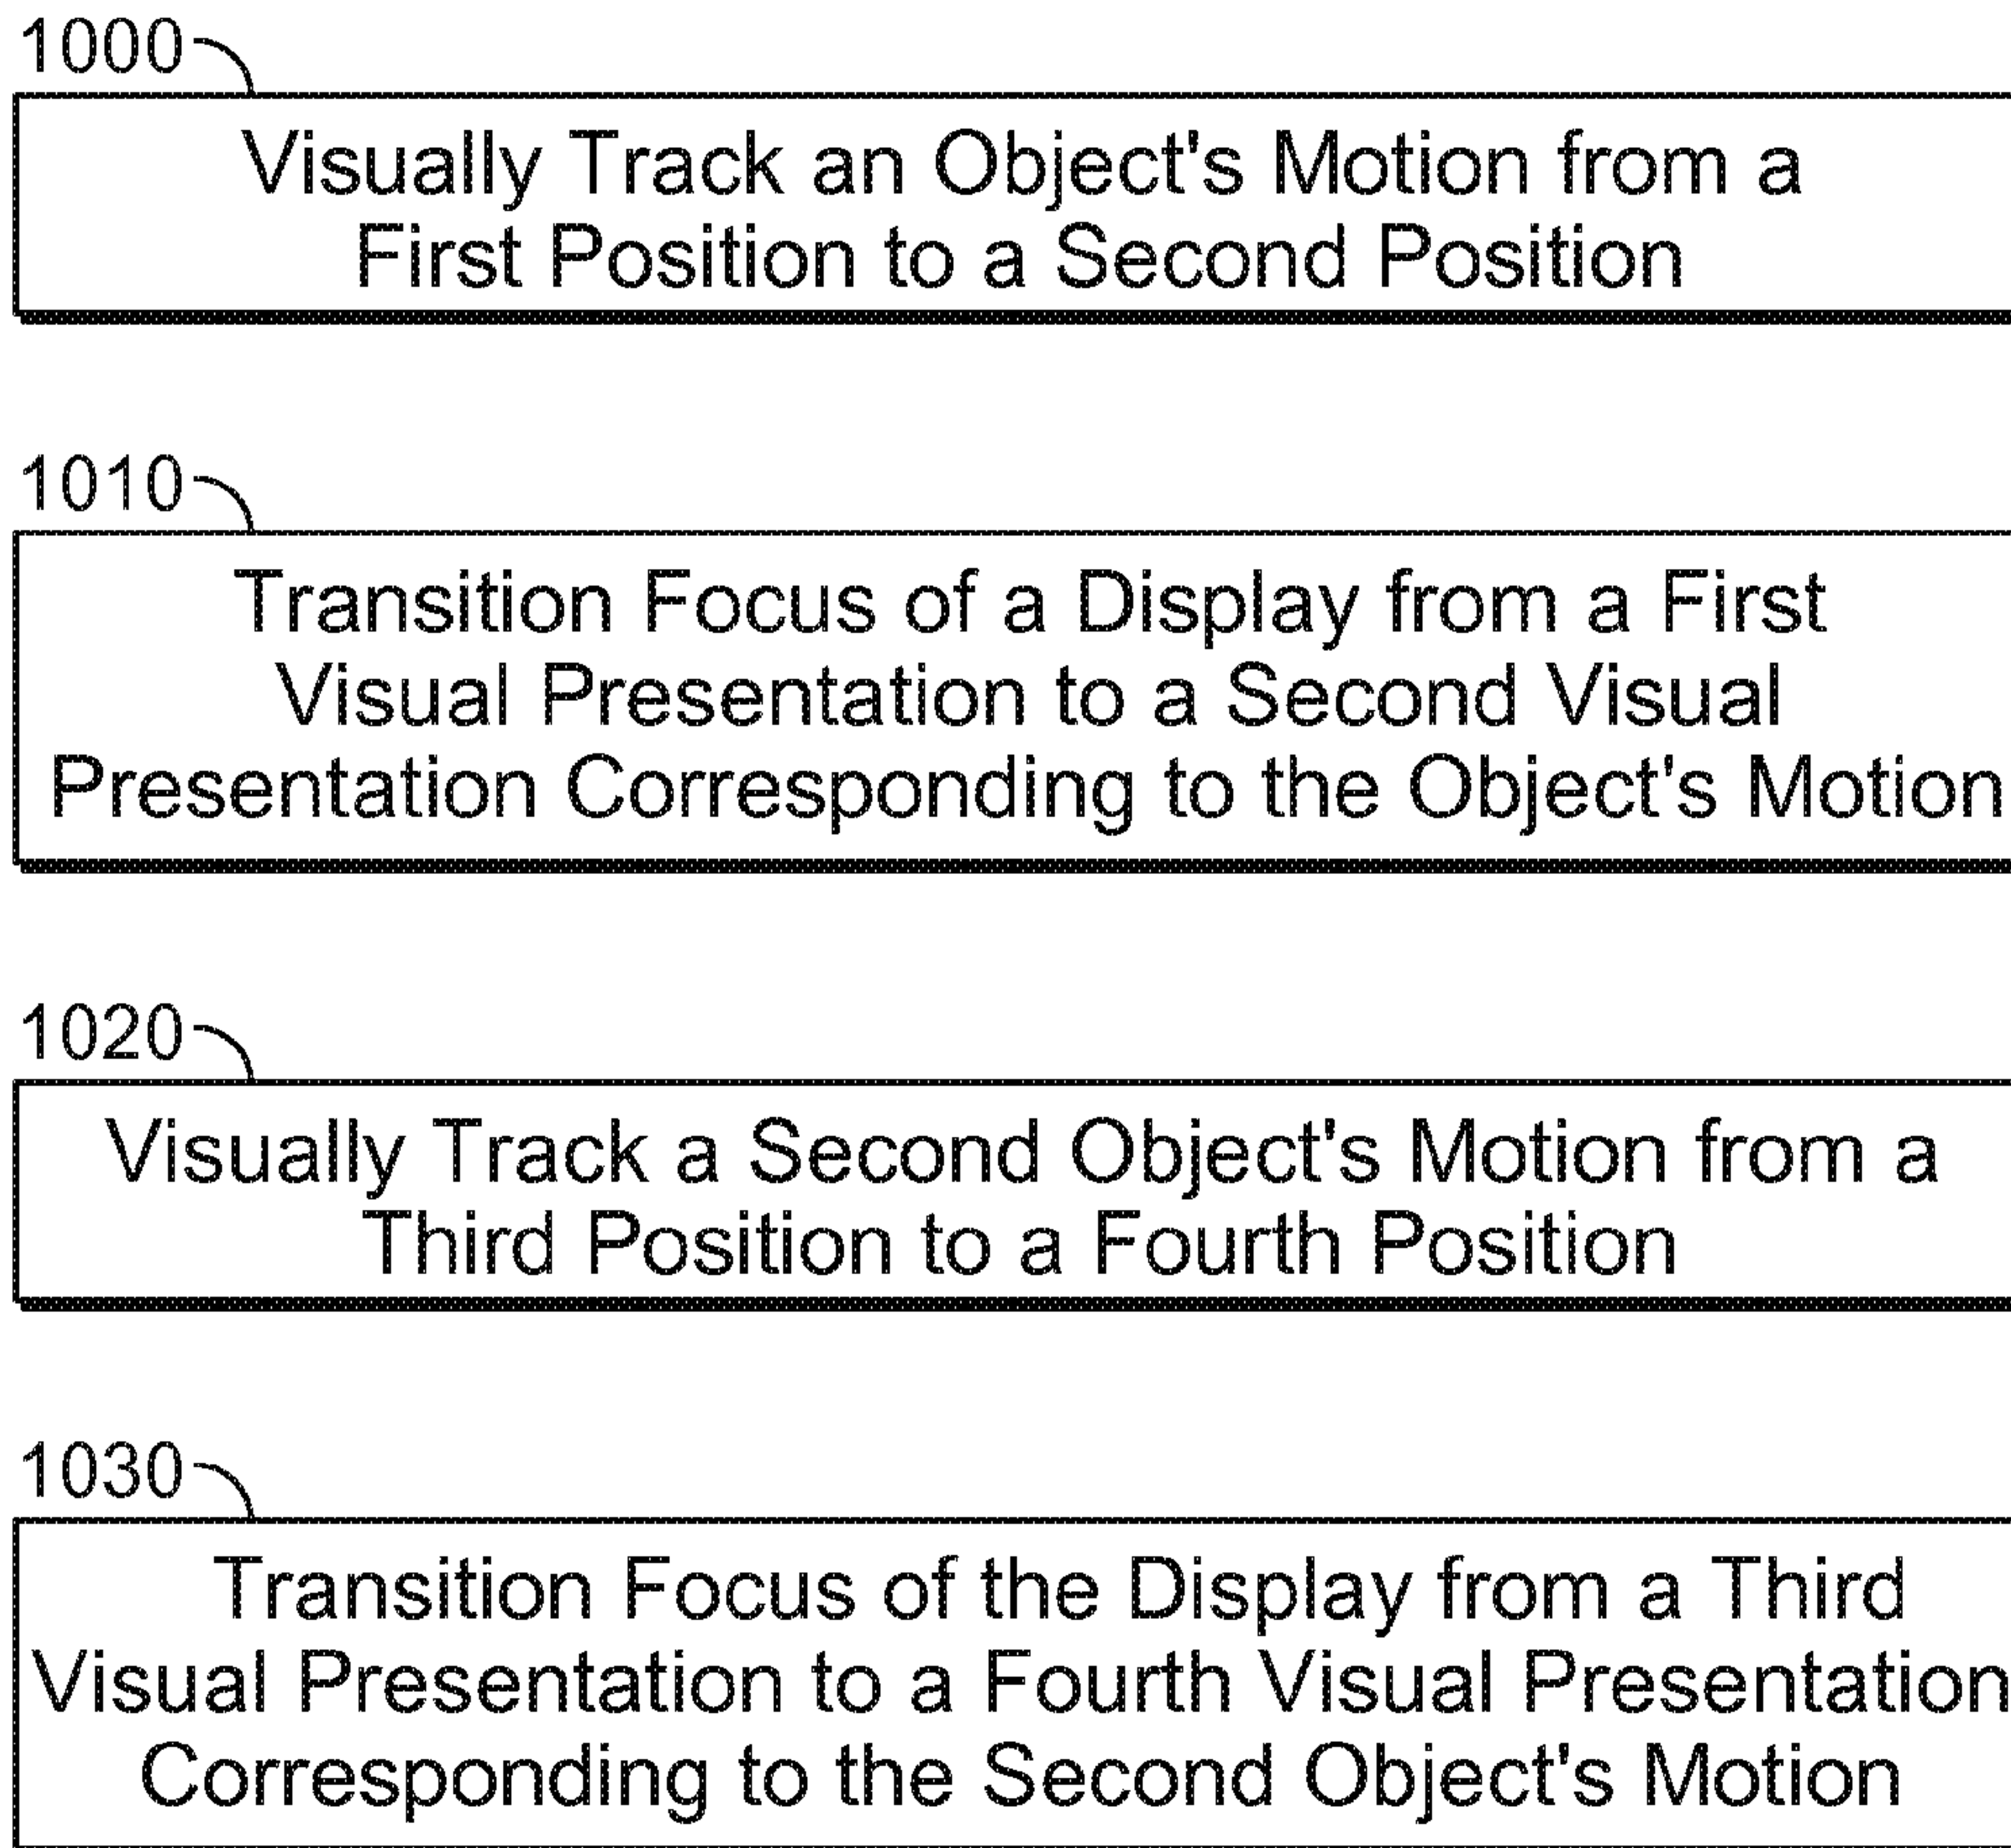 1000
Visually Track an Object's Motion from a
First Position to a Second Position
1010
Transition Focus of a Display from a First
Visual Presentation to a Second Visual
Presentation Corresponding to the Object's Motion
1020
Visually Track a Second Object's Motion from a
Third Position to a Fourth Position
1030
Transition Focus of the Display from a Third
Visual Presentation to a Fourth Visual Presentation
Corresponding to the Second Object's Motion